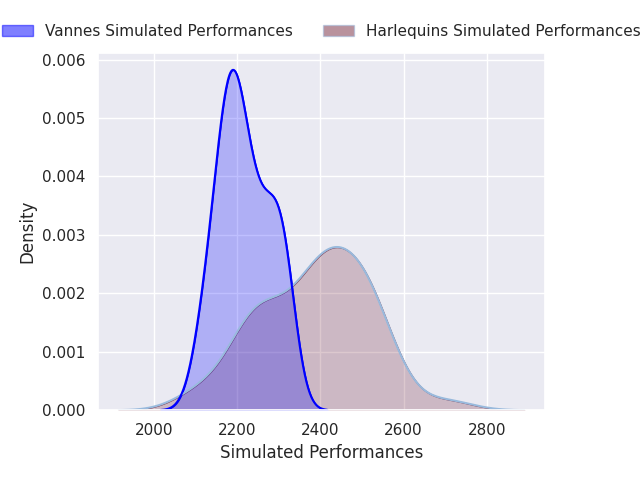 Vannes Simulated Performances Harlequins Simulated Performances
0.006
0.005
0.004
0.003
0.002
0.001
0.000
Density
2000 2200 2400 2600 2800
Simulated Performances